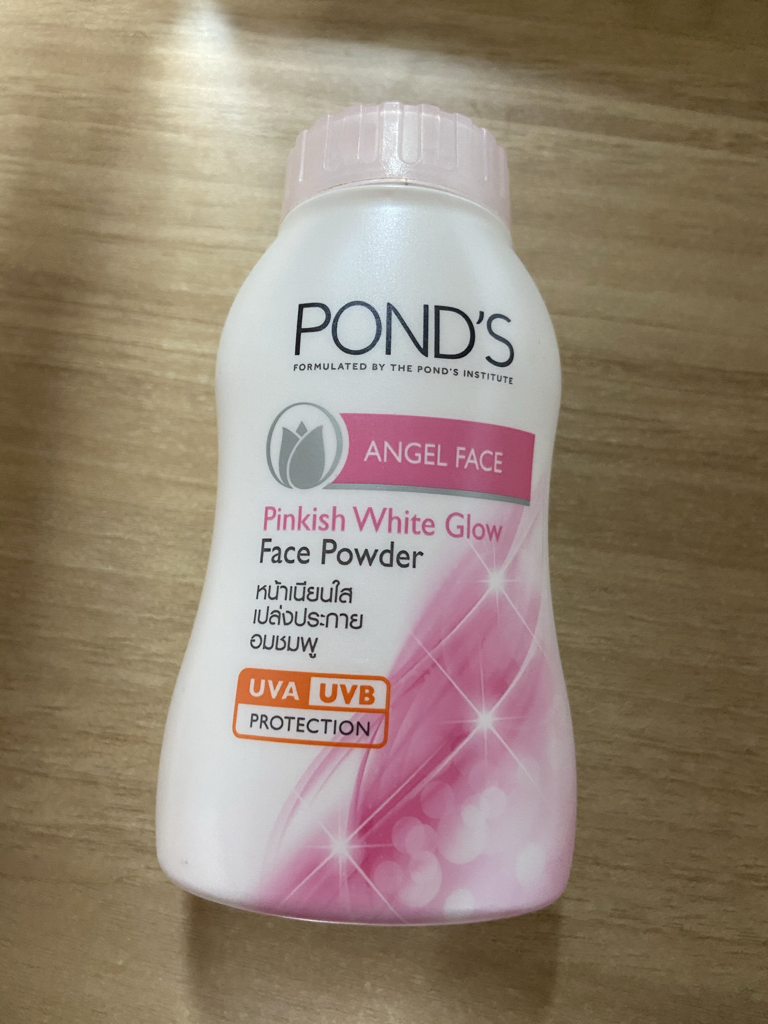 POND'S
FORMULATED BY THE POND'S INSTITUTE
ANGEL FACE
Pinkish White Glow
Face Powder
หน้าเนียนใส
เปล่งประกาย
อมชมพู
UVA UVB
PROTECTION